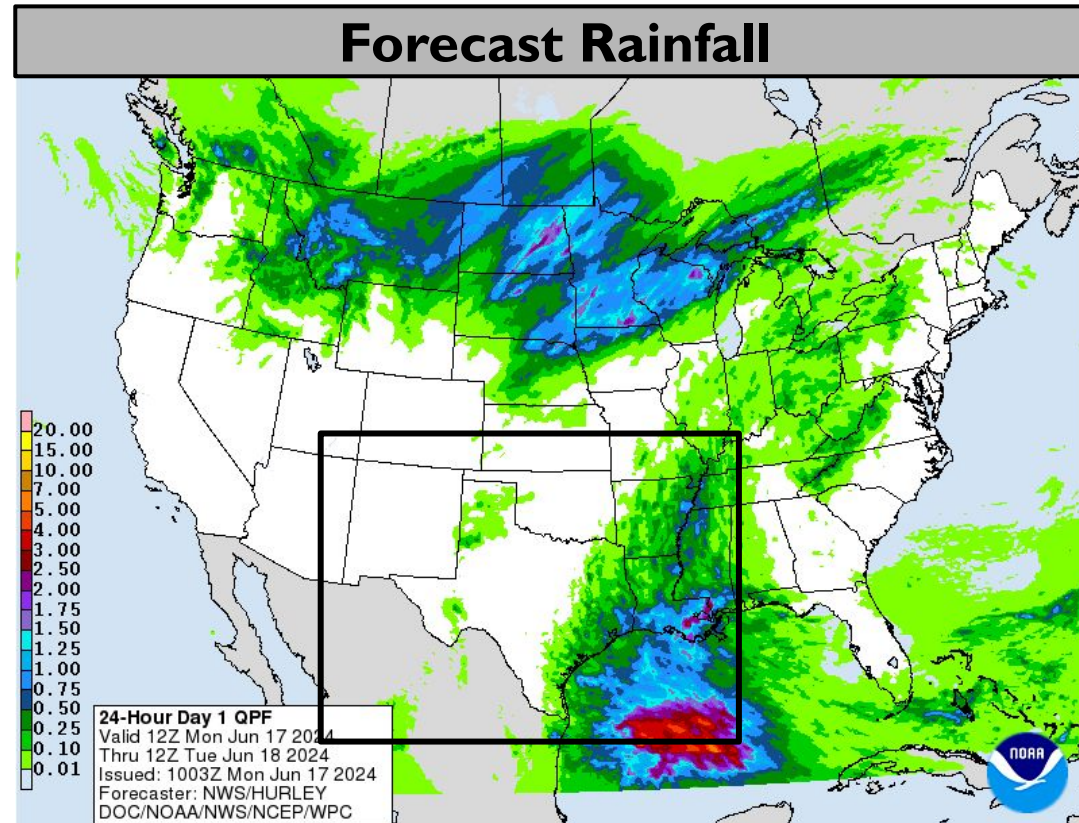 Forecast Rainfall
20.00
15.00
10.00
7.00
5.00
4.00
3.00
2.50
2.00
1.75
1.50
1.25
1.00
0.75
0.50
0.25
0.10
0.01
24-Hour Day 1 QPF
Valid 12Z Mon Jun 17 2024
Thru 12Z Tue Jun 18 2024
Issued: 1003Z Mon Jun 17 2024
Forecaster: NWS/HURLEY
DOC/NOAA/NWS/NCEP/WPC
NOAA